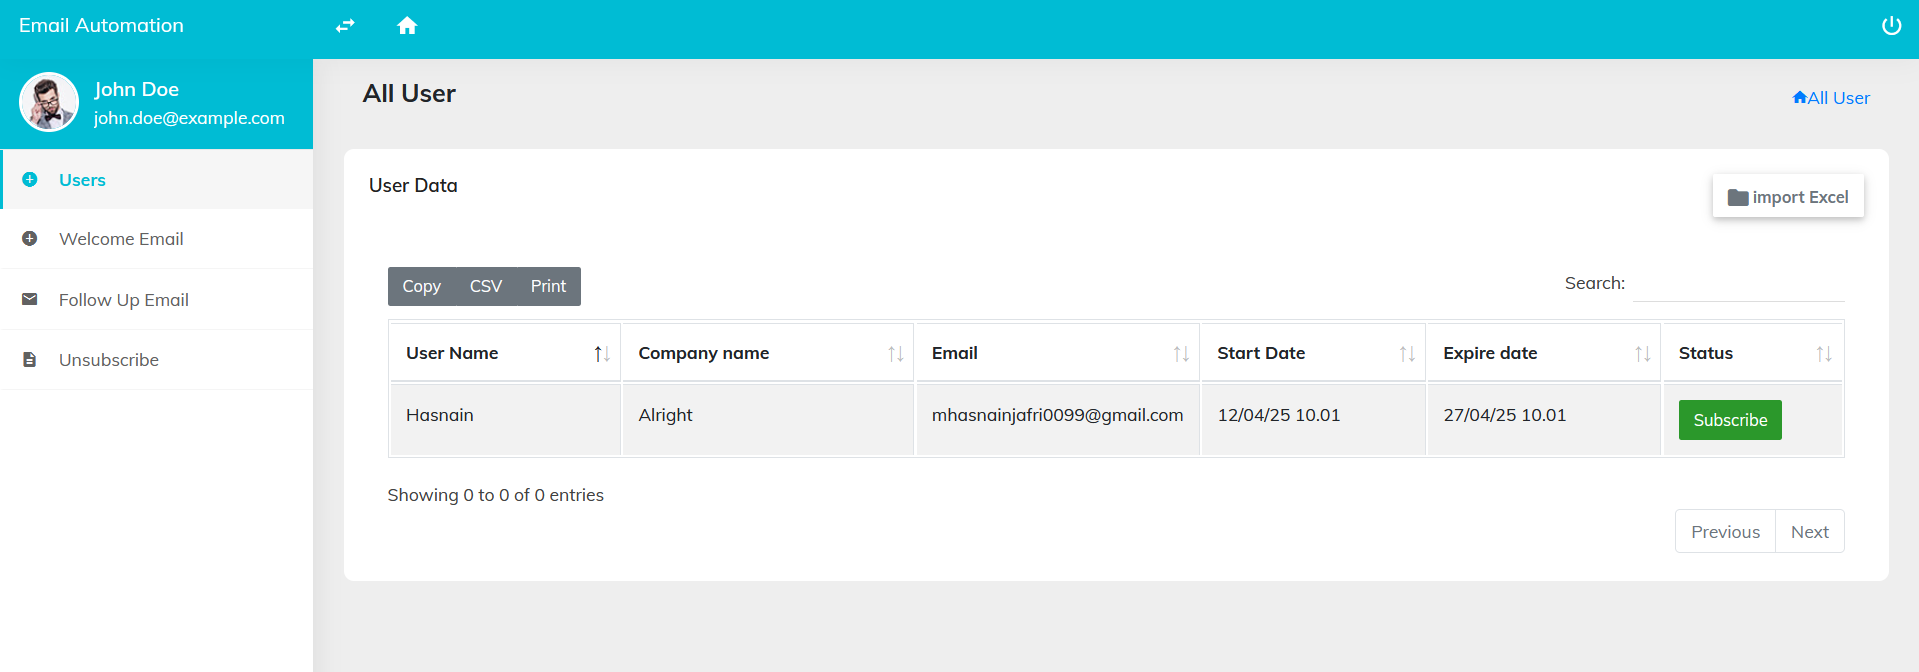 Email Automation
John Doe
john.doe@example.com
Users
Welcome Email
Follow Up Email
Unsubscribe
All User
All User
User Data
import Excel
Copy CSV Print
Search:
User Name Company name Email Start Date Expire date Status
Hasnain Alright mhasnainjafri0099@gmail.com 12/04/25 10.01 27/04/25 10.01 Subscribe
Showing 0 to 0 of 0 entries
Previous Next